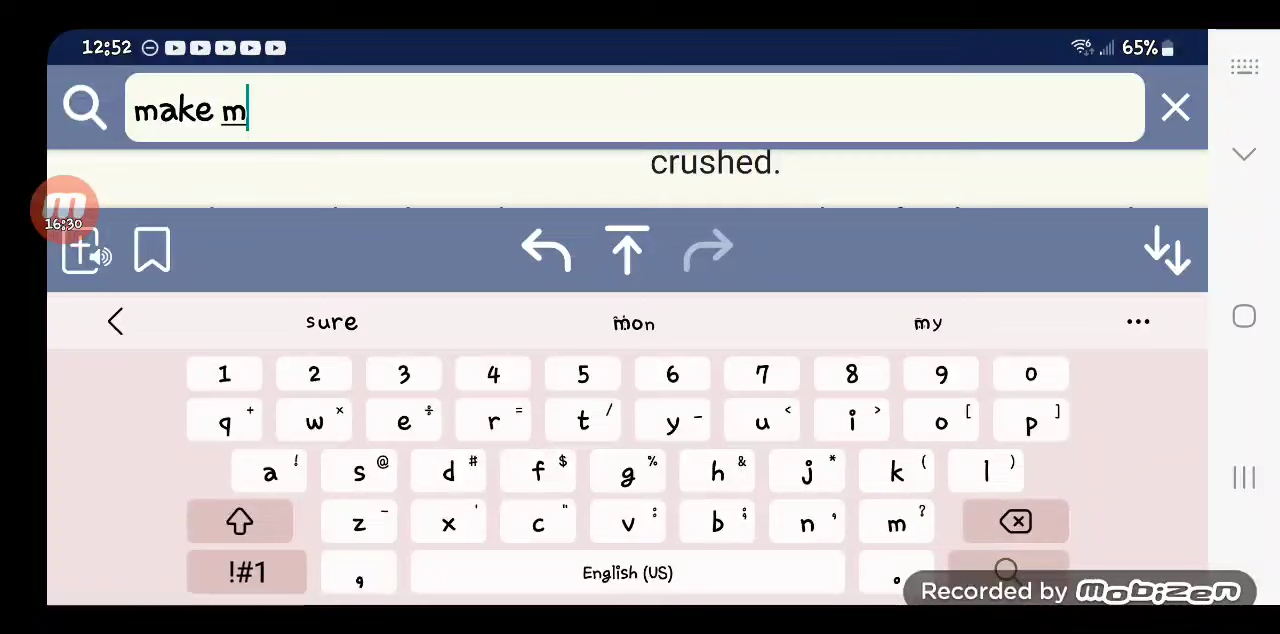 12:52 65%
make m
crushed.
m
16:30
sure mon my ...
1 2 3 4 5 6 7 8 9 0
q + w × e ÷ r = t / y - u < i > o [ p ]
a ! s @ d # f $ g % h & j * k ( l )
z - x ' c " v : b ; n , m ?
!#1 , English (US) .
Recorded by mobizen